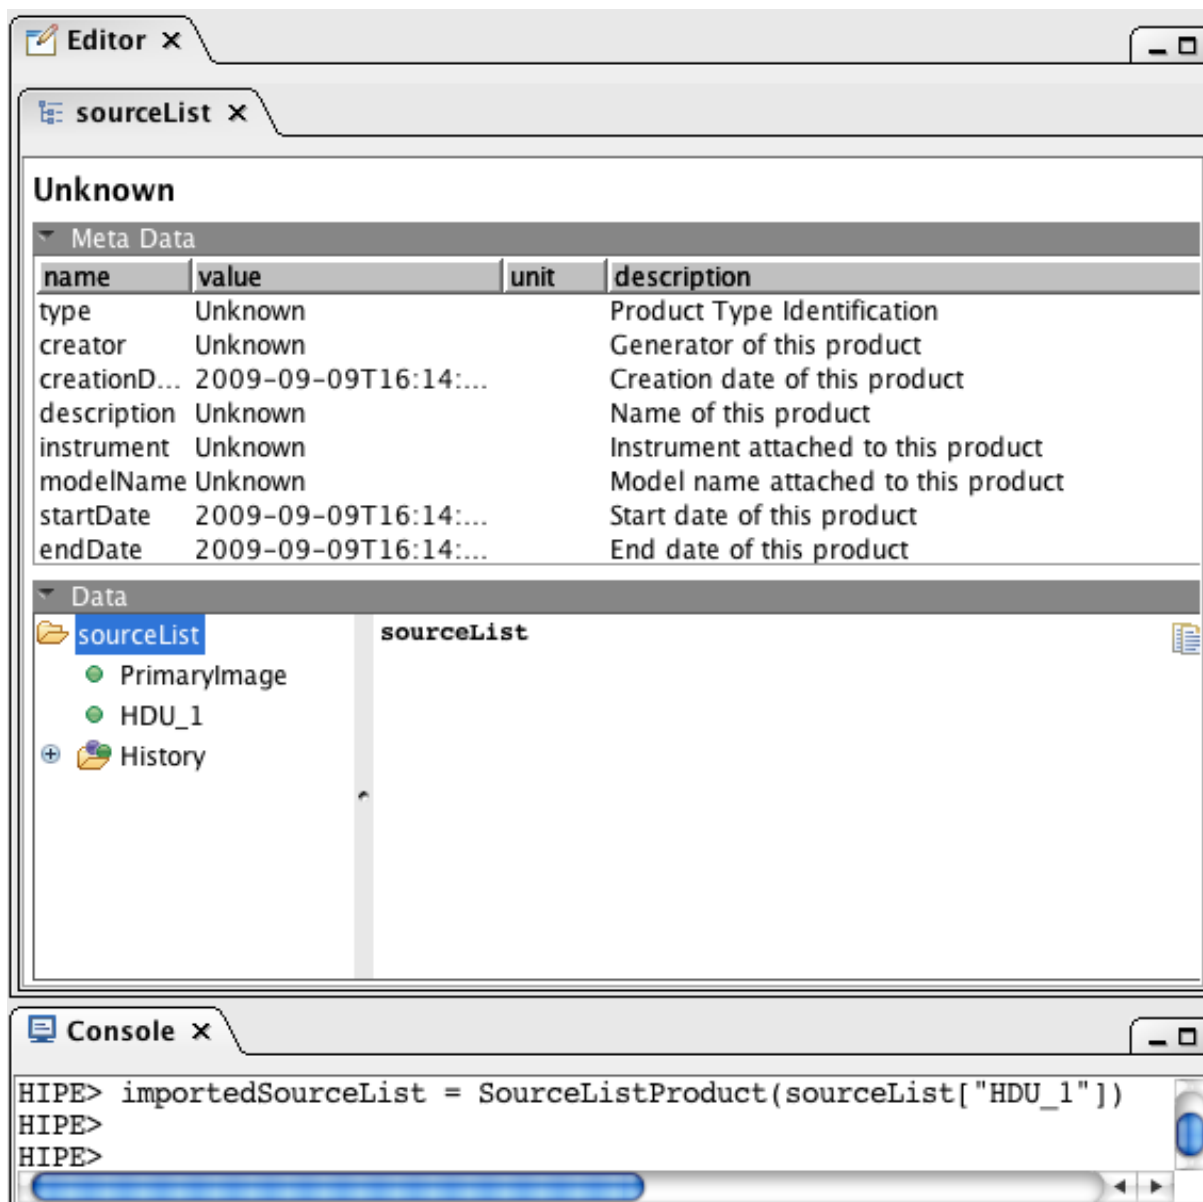 Editor
sourceList
Unknown
Meta Data
name value unit description
type Unknown Product Type Identification
creator Unknown Generator of this product
creationD... 2009-09-09T16:14:... Creation date of this product
description Unknown Name of this product
instrument Unknown Instrument attached to this product
modelName Unknown Model name attached to this product
startDate 2009-09-09T16:14:... Start date of this product
endDate 2009-09-09T16:14:... End date of this product
Data
sourceList sourceList
PrimaryImage
HDU_1
History
Console
HIPE> importedSourceList = SourceListProduct(sourceList["HDU_1"])
HIPE>
HIPE>